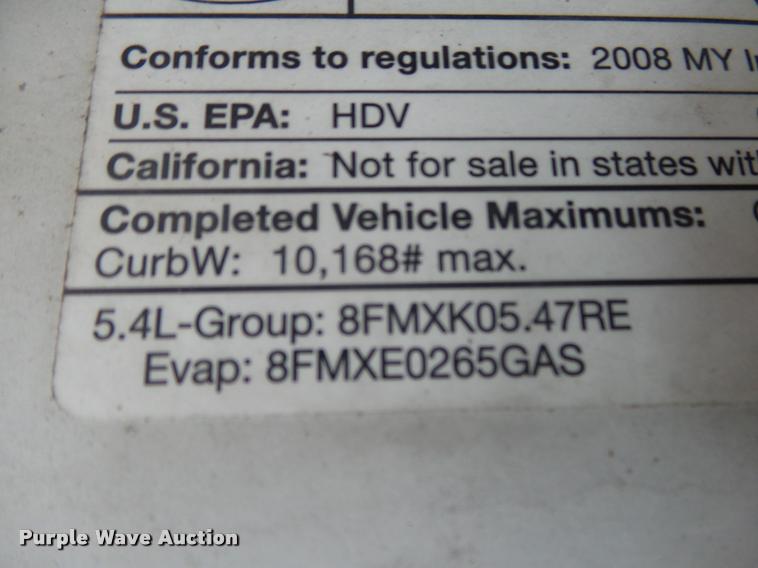 Conforms to regulations: 2008 MY
U.S. EPA: HDV
California: Not for sale in states
Completed Vehicle Maximums:
CurbW: 10,168# max.
5.4L-Group: 8FMXK05.47RE
Evap: 8FMXE0265GAS
Purple Wave Auction